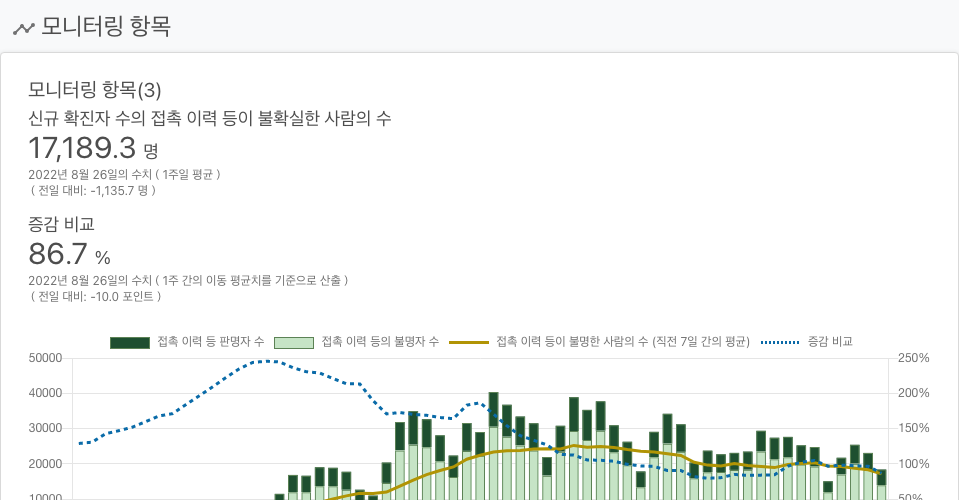 모니터링 항목
모니터링 항목(3)
신규 확진자 수의 접촉 이력 등이 불확실한 사람의 수
17,189.3 명
2022년 8월 26일의 수치 ( 1주일 평균 )
( 전일 대비: -1,135.7 명 )
증감 비교
86.7 %
2022년 8월 26일의 수치 ( 1주 간의 이동 평균치를 기준으로 산출 )
( 전일 대비: -10.0 포인트 )
접촉 이력 등 판명자 수 접촉 이력 등의 불명자 수 접촉 이력 등이 불명한 사람의 수 (직전 7일 간의 평균) 증감 비교
50000 250%
40000 200%
30000 150%
20000 100%
10000 50%